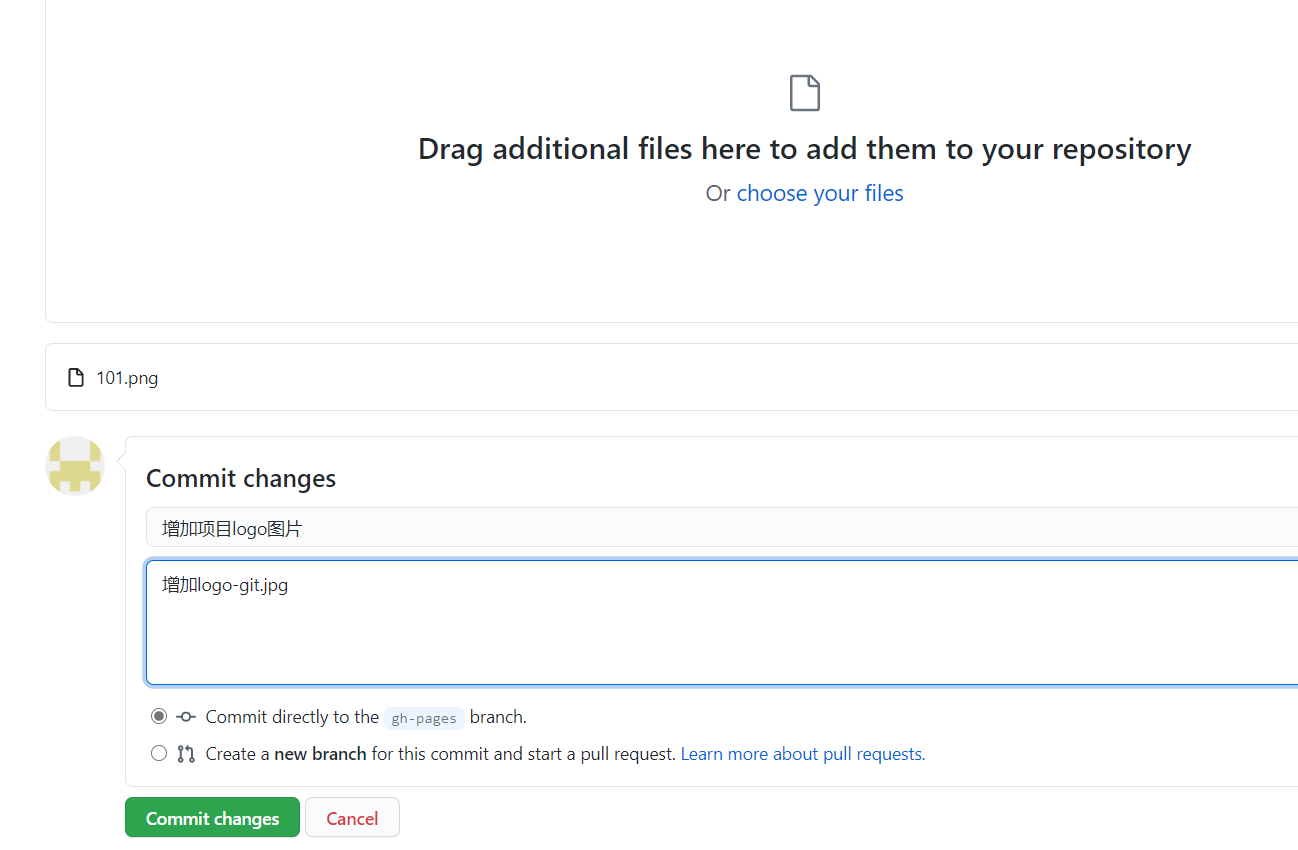 Drag additional files here to add them to your repository
Or choose your files
101.png
Commit changes
增加项目logo图片
增加logo-git.jpg
Commit directly to the gh-pages branch.
Create a new branch for this commit and start a pull request. Learn more about pull requests.
Commit changes Cancel